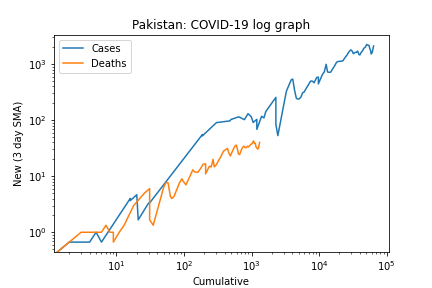 Pakistan: COVID-19 log graph
Cases
Deaths
New (3 day SMA)
10³
10²
10¹
10⁰
10¹ 10² 10³ 10⁴ 10⁵
Cumulative